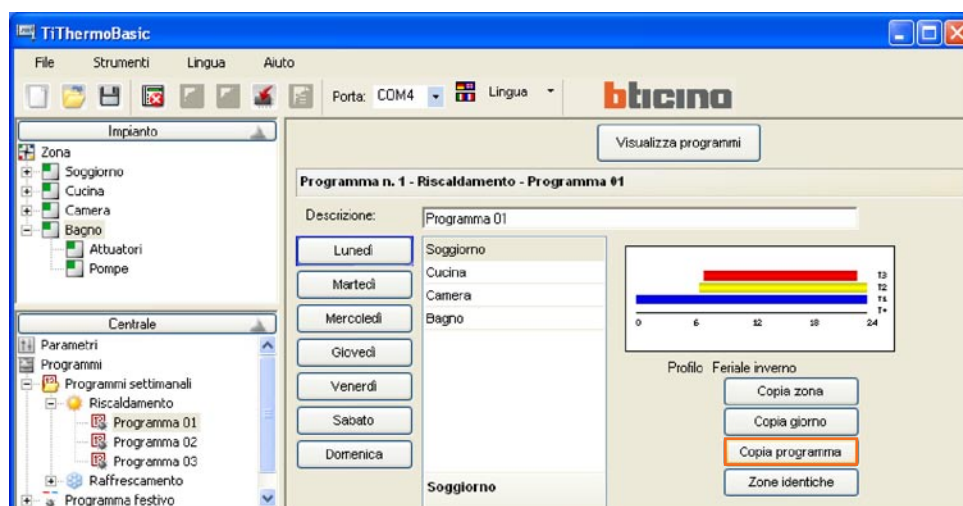 TiThermoBasic
File Strumenti Lingua Aiuto
Porta: COM4 Lingua
bticino
Impianto
Zona
Soggiorno
Cucina
Camera
Bagno
Attuatori
Pompe
Centrale
Parametri
Programmi
Programmi settimanali
Riscaldamento
Programma 01
Programma 02
Programma 03
Raffrescamento
Programma festivo
Visualizza programmi
Programma n. 1 - Riscaldamento - Programma 01
Descrizione: Programma 01
Lunedì
Martedì
Mercoledì
Giovedì
Venerdì
Sabato
Domenica
Soggiorno
Cucina
Camera
Bagno
Soggiorno
T3
T2
T1
T*
0 6 12 18 24
Profilo Feriale inverno
Copia zona
Copia giorno
Copia programma
Zone identiche